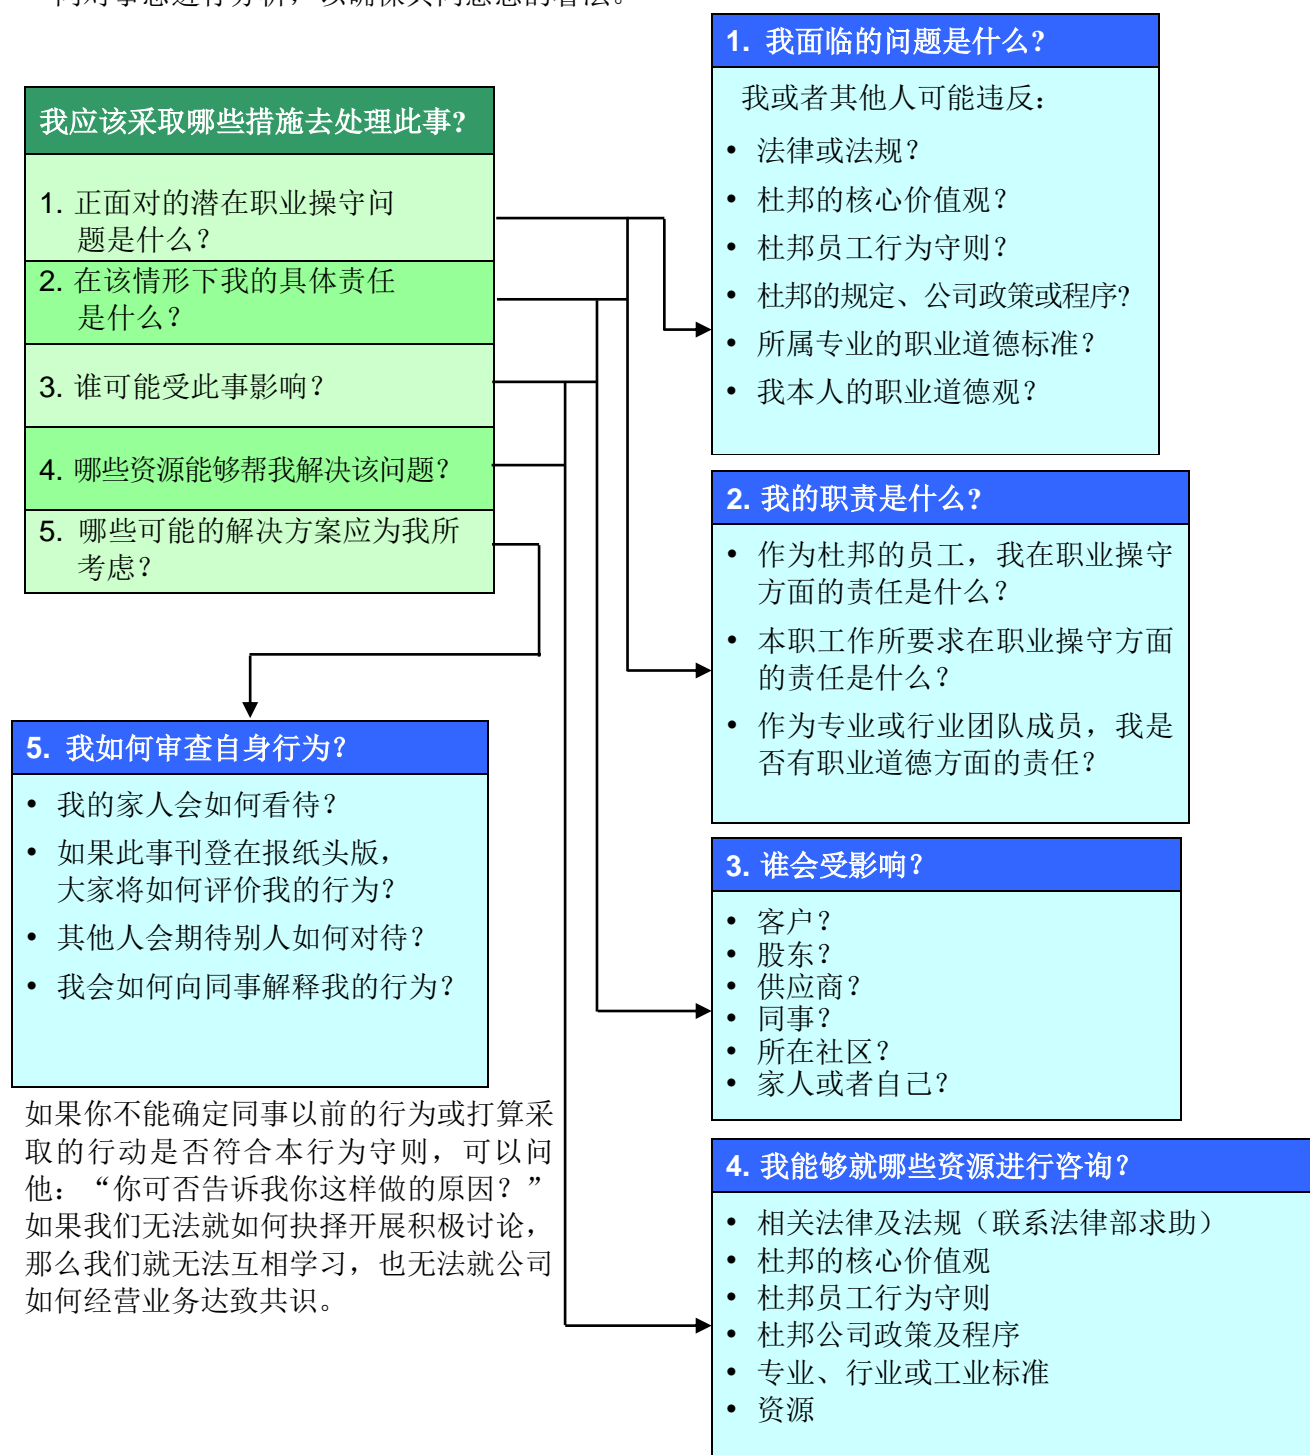 我应该采取哪些措施去处理此事?
1. 正面对的潜在职业操守问
题是什么？
2. 在该情形下我的具体责任
是什么？
3. 谁可能受此事影响？
4. 哪些资源能够帮我解决该问题？
5. 哪些可能的解决方案应为我所
考虑？
1. 我面临的问题是什么?
我或者其他人可能违反：
• 法律或法规？
• 杜邦的核心价值观？
• 杜邦员工行为守则？
• 杜邦的规定、公司政策或程序?
• 所属专业的职业道德标准？
• 我本人的职业道德观？
2. 我的职责是什么?
• 作为杜邦的员工，我在职业操守
方面的责任是什么？
• 本职工作所要求在职业操守方面
的责任是什么？
• 作为专业或行业团队成员，我是
否有职业道德方面的责任？
3. 谁会受影响？
• 客户？
• 股东？
• 供应商？
• 同事？
• 所在社区？
• 家人或者自己？
4. 我能够就哪些资源进行咨询？
• 相关法律及法规（联系法律部求助）
• 杜邦的核心价值观
• 杜邦员工行为守则
• 杜邦公司政策及程序
• 专业、行业或工业标准
• 资源
5. 我如何审查自身行为？
• 我的家人会如何看待？
• 如果此事刊登在报纸头版，
大家将如何评价我的行为？
• 其他人会期待别人如何对待？
• 我会如何向同事解释我的行为？
如果你不能确定同事以前的行为或打算采
取的行动是否符合本行为守则，可以问
他：“你可否告诉我你这样做的原因？”
如果我们无法就如何抉择开展积极讨论，
那么我们就无法互相学习，也无法就公司
如何经营业务达致共识。